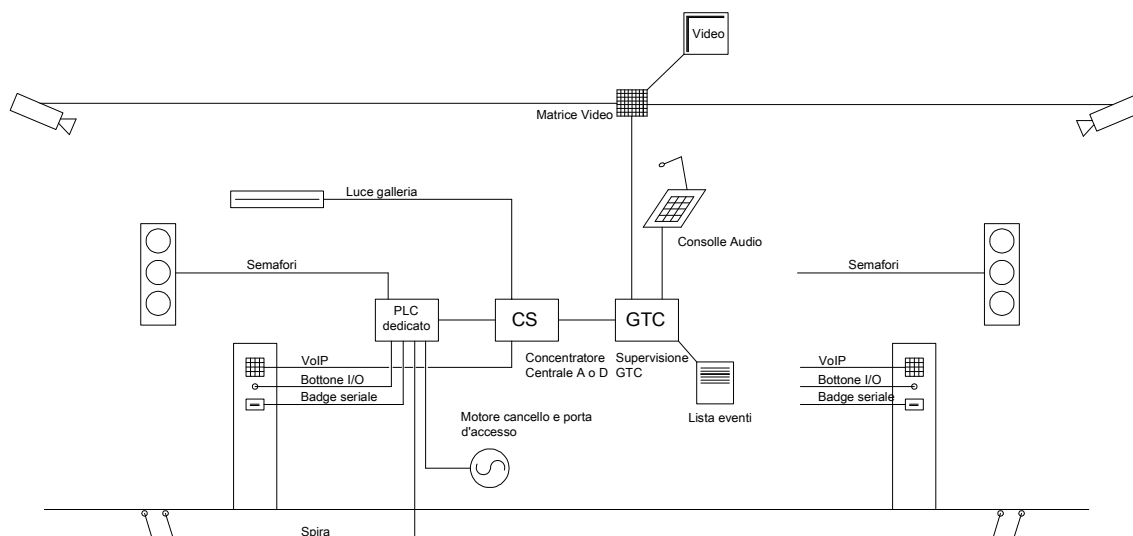 Video
Matrice Video
Luce galleria
Consolle Audio
Semafori
Semafori
PLC
dedicato
CS
GTC
Concentratore
Centrale A o D
Supervisione
GTC
VoIP
Bottone I/O
Badge seriale
VoIP
Bottone I/O
Badge seriale
Lista eventi
Motore cancello e porta
d'accesso
Spira